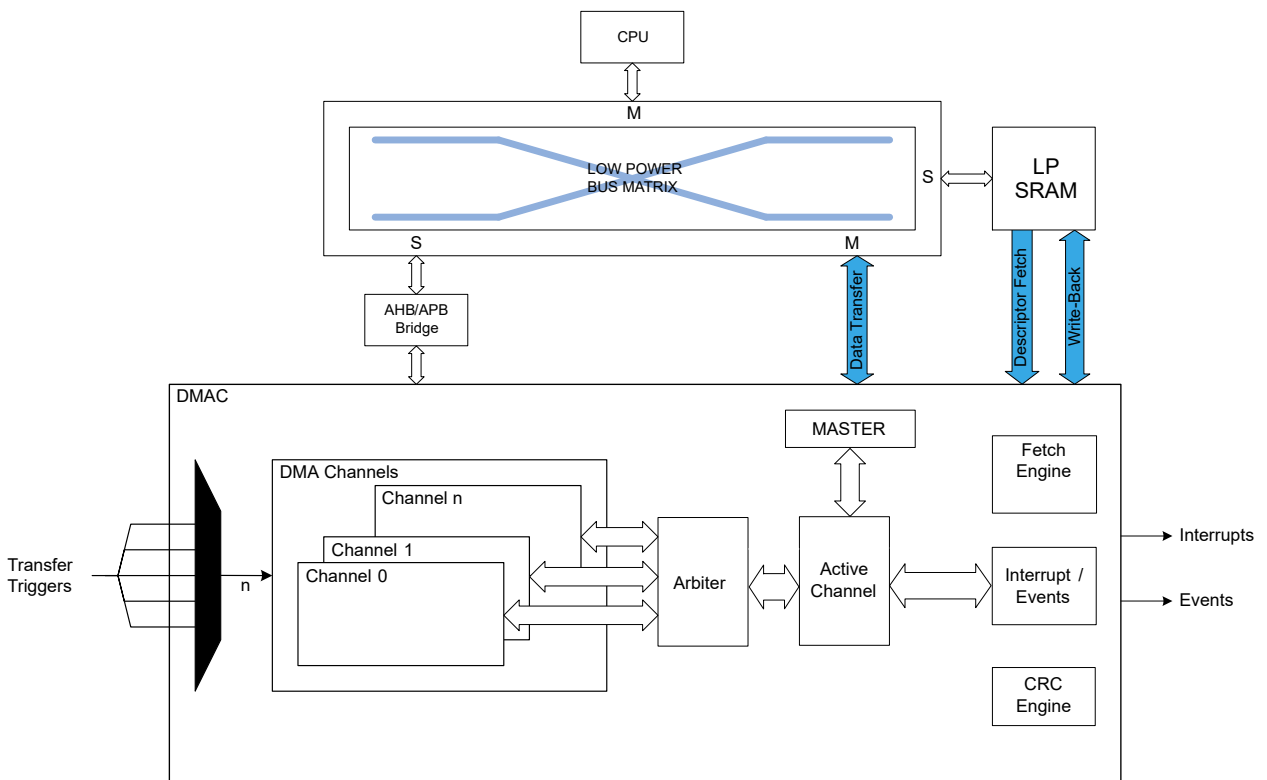 CPU
M
LOW POWER
BUS MATRIX
S
LP
SRAM
S
M
AHB/APB
Bridge
Data Transfer
Descriptor Fetch
Write-Back
DMAC
MASTER
Fetch
Engine
DMA Channels
Channel n
Channel 1
Channel 0
Transfer
Triggers
n
Arbiter
Active
Channel
Interrupt /
Events
Interrupts
Events
CRC
Engine